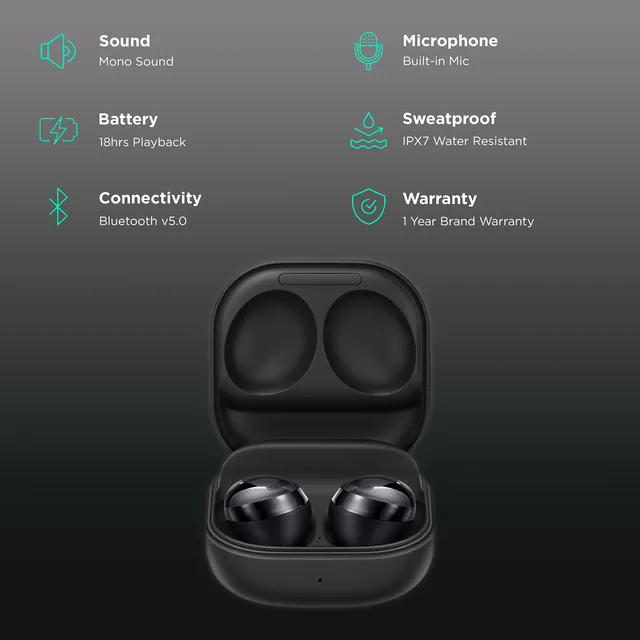 Sound
Mono Sound
Microphone
Built-in Mic
Battery
18hrs Playback
Sweatproof
IPX7 Water Resistant
Connectivity
Bluetooth v5.0
Warranty
1 Year Brand Warranty